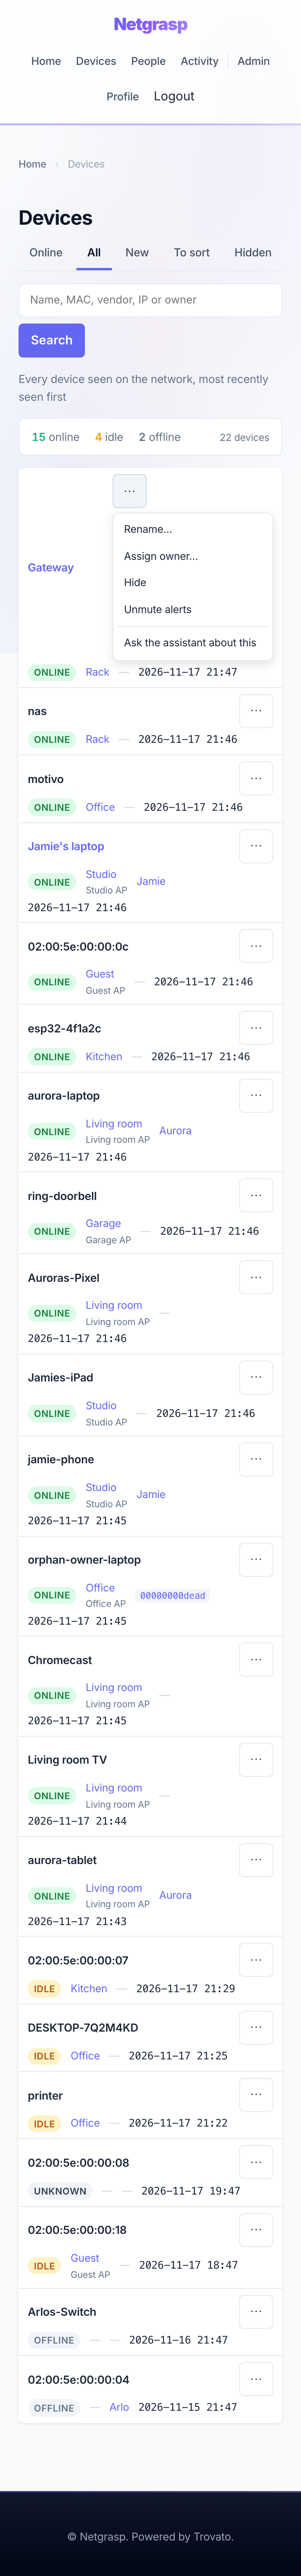 Netgrasp
Home Devices People Activity Admin
Profile Logout
Home › Devices
Devices
Online All New To sort Hidden
Name, MAC, vendor, IP or owner
Search
Every device seen on the network, most recently
seen first
15 online 4 idle 2 offline 22 devices
...
Rename...
Assign owner...
Gateway Hide
Unmute alerts
Ask the assistant about this
ONLINE Rack — 2026-11-17 21:47
nas ...
ONLINE Rack — 2026-11-17 21:46
motivo ...
ONLINE Office — 2026-11-17 21:46
Jamie's laptop ...
ONLINE Studio Jamie
Studio AP
2026-11-17 21:46
02:00:5e:00:00:0c ...
ONLINE Guest — 2026-11-17 21:46
Guest AP
esp32-4f1a2c ...
ONLINE Kitchen — 2026-11-17 21:46
aurora-laptop ...
ONLINE Living room Aurora
Living room AP
2026-11-17 21:46
ring-doorbell ...
ONLINE Garage — 2026-11-17 21:46
Garage AP
Auroras-Pixel ...
ONLINE Living room —
Living room AP
2026-11-17 21:46
Jamies-iPad ...
ONLINE Studio — 2026-11-17 21:46
Studio AP
jamie-phone ...
ONLINE Studio Jamie
Studio AP
2026-11-17 21:45
orphan-owner-laptop ...
ONLINE Office 00000000dead
Office AP
2026-11-17 21:45
Chromecast ...
ONLINE Living room —
Living room AP
2026-11-17 21:45
Living room TV ...
ONLINE Living room —
Living room AP
2026-11-17 21:44
aurora-tablet ...
ONLINE Living room Aurora
Living room AP
2026-11-17 21:43
02:00:5e:00:00:07 ...
IDLE Kitchen — 2026-11-17 21:29
DESKTOP-7Q2M4KD ...
IDLE Office — 2026-11-17 21:25
printer ...
IDLE Office — 2026-11-17 21:22
02:00:5e:00:00:08 ...
UNKNOWN — — 2026-11-17 19:47
02:00:5e:00:00:18 ...
IDLE Guest — 2026-11-17 18:47
Guest AP
Arlos-Switch ...
OFFLINE — — 2026-11-16 21:47
02:00:5e:00:00:04 ...
OFFLINE — Arlo 2026-11-15 21:47
© Netgrasp. Powered by Trovato.